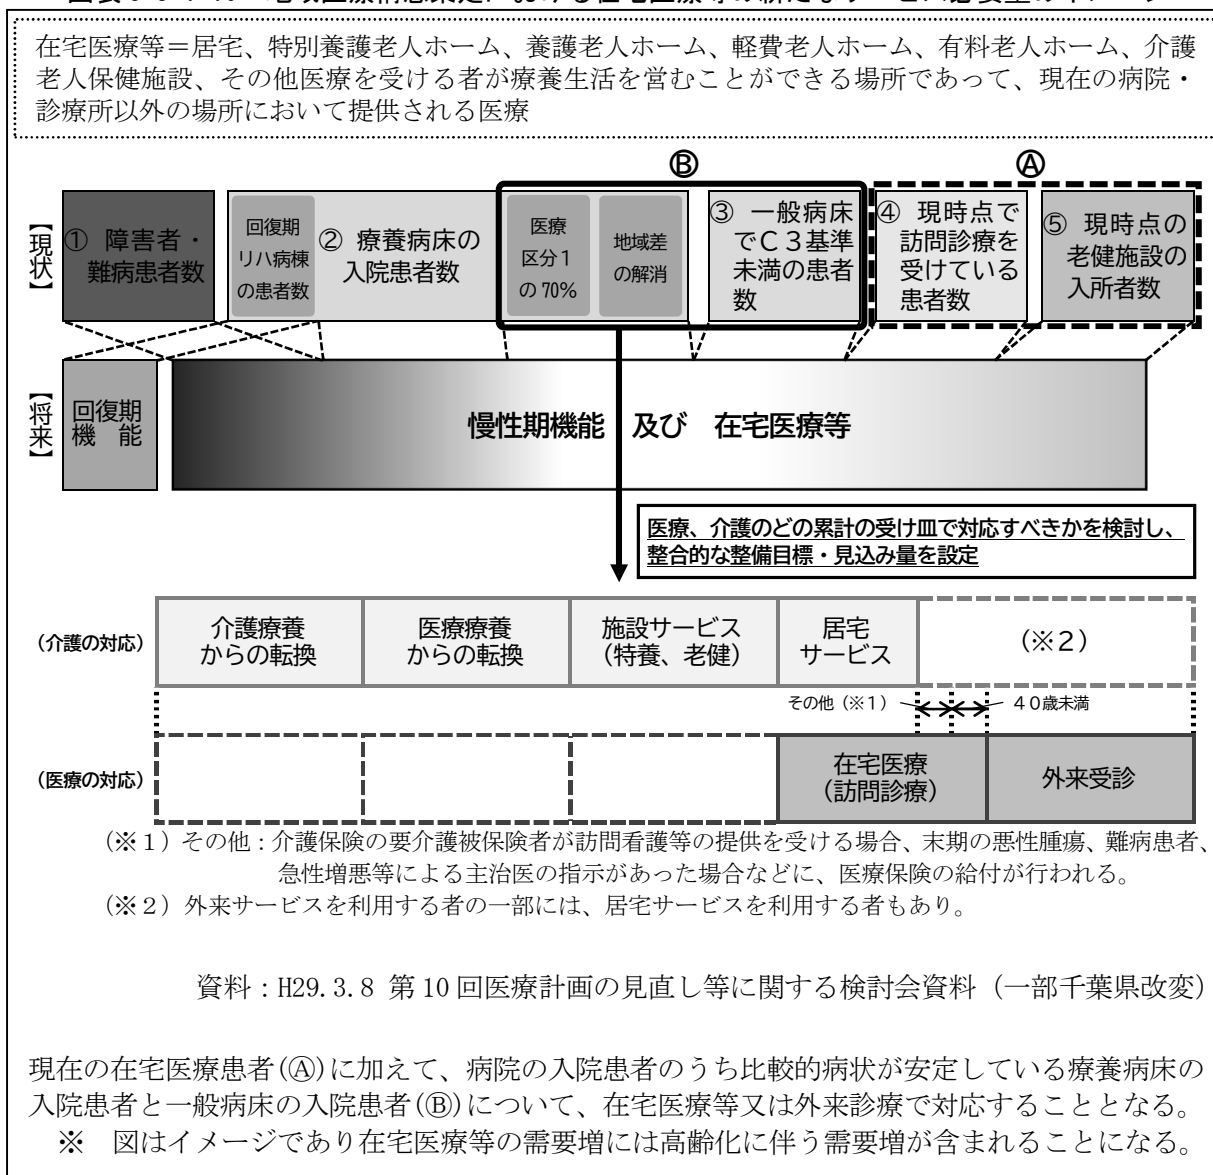 在宅医療等＝居宅、特別養護老人ホーム、養護老人ホーム、軽費老人ホーム、有料老人ホーム、介護
老人保健施設、その他医療を受ける者が療養生活を営むことができる場所であって、現在の病院・
診療所以外の場所において提供される医療
Ⓑ
Ⓐ
【現状】
① 障害者・
難病患者数
回復期
リハ病棟
の患者数
② 療養病床の
入院患者数
医療
区分１
の70%
地域差
の解消
③ 一般病床
でＣ３基準
未満の患者
数
④ 現時点で
訪問診療を
受けている
患者数
⑤ 現時点の
老健施設の
入所者数
【将来】
回復期
機　能
慢性期機能　及び　在宅医療等
医療、介護のどの累計の受け皿で対応すべきかを検討し、
整合的な整備目標・見込み量を設定
（介護の対応）
介護療養
からの転換
医療療養
からの転換
施設サービス
（特養、老健）
居宅
サービス
（※２）
その他（※１）
４０歳未満
（医療の対応）
在宅医療
（訪問診療）
外来受診
（※１）その他：介護保険の要介護被保険者が訪問看護等の提供を受ける場合、末期の悪性腫瘍、難病患者、
急性増悪等による主治医の指示があった場合などに、医療保険の給付が行われる。
（※２）外来サービスを利用する者の一部には、居宅サービスを利用する者もあり。
資料：H29.3.8 第10回医療計画の見直し等に関する検討会資料（一部千葉県改変）
現在の在宅医療患者(Ⓐ)に加えて、病院の入院患者のうち比較的病状が安定している療養病床の
入院患者と一般病床の入院患者(Ⓑ)について、在宅医療等又は外来診療で対応することとなる。
※　図はイメージであり在宅医療等の需要増には高齢化に伴う需要増が含まれることになる。